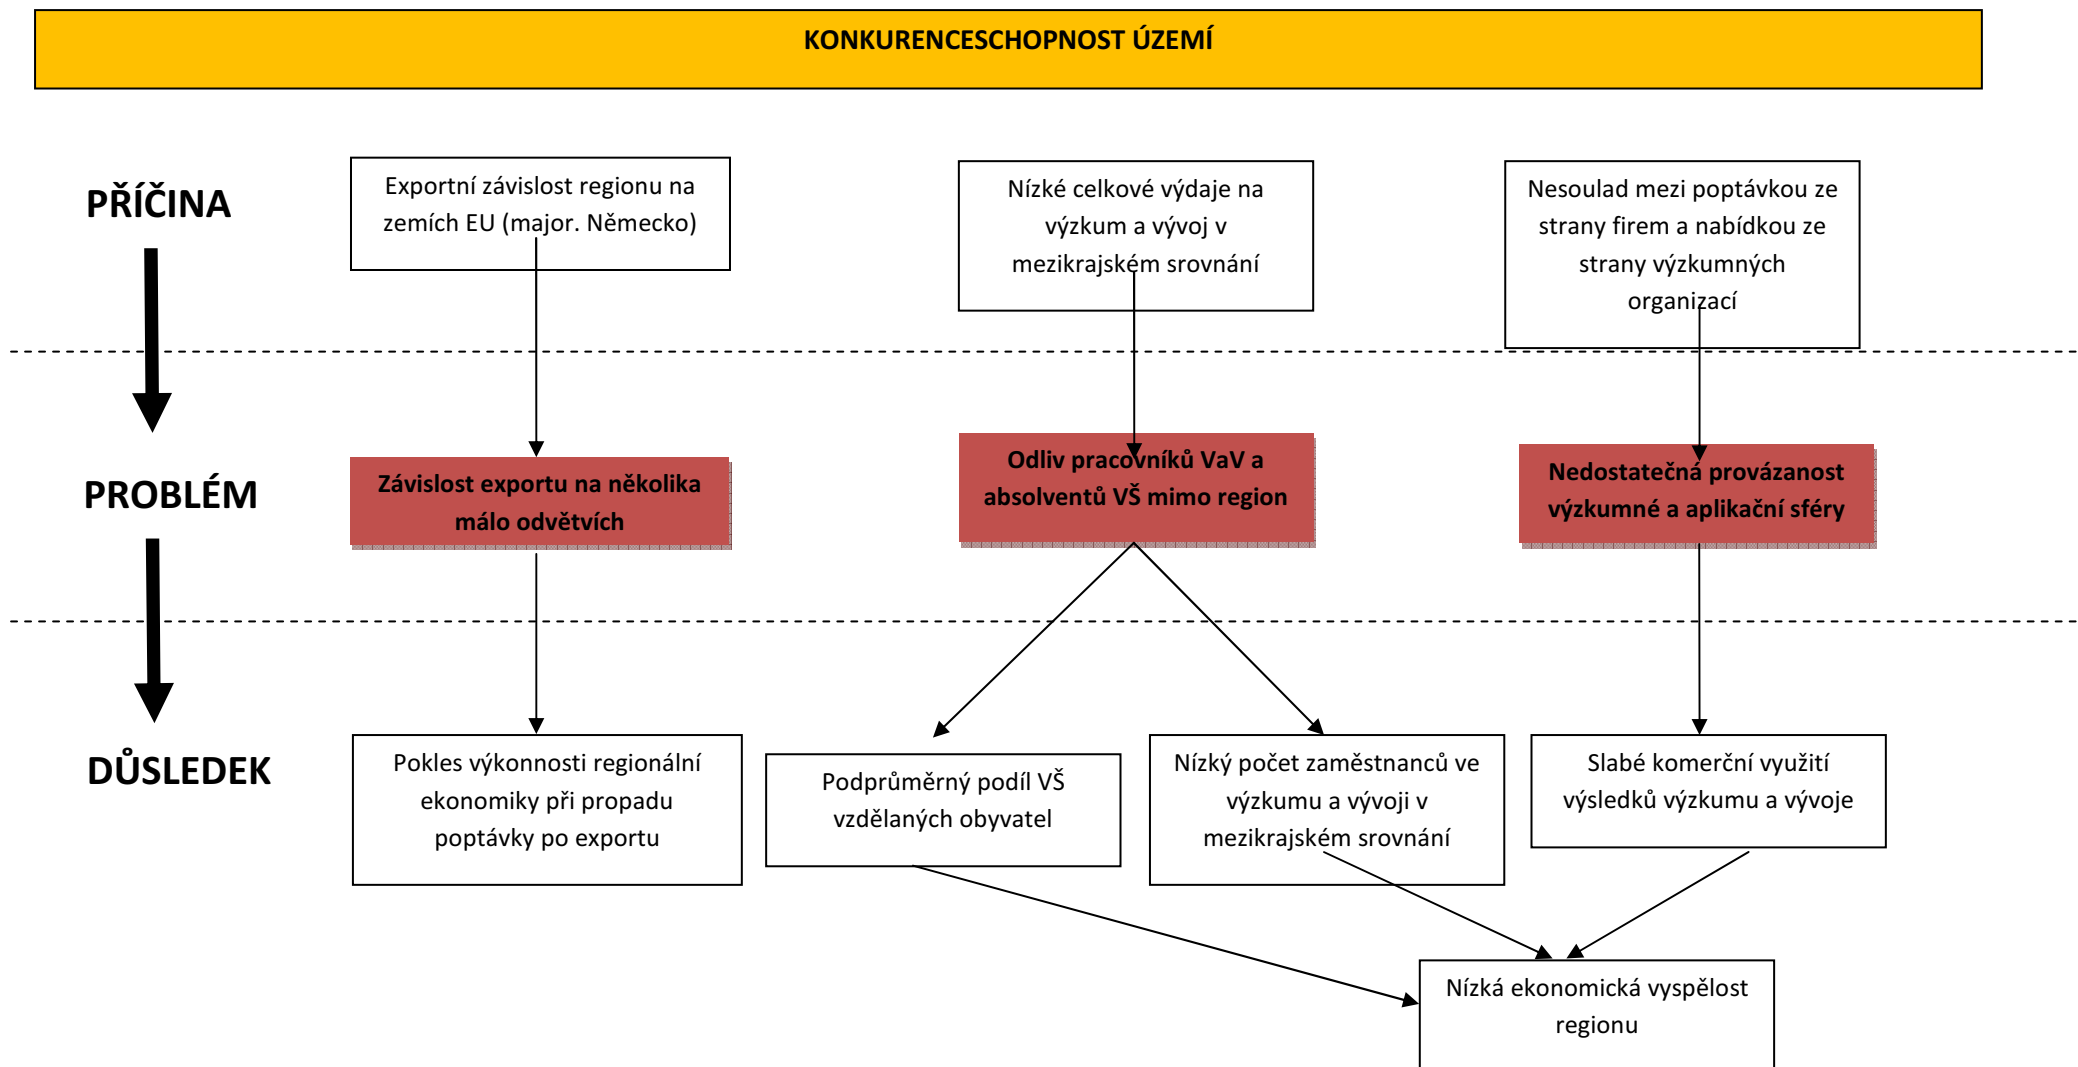 KONKURENCESCHOPNOST ÚZEMÍ
PŘÍČINA
Exportní závislost regionu na
zemích EU (major. Německo)
Nízké celkové výdaje na
výzkum a vývoj v
mezikrajském srovnání
Nesoulad mezi poptávkou ze
strany firem a nabídkou ze
strany výzkumných
organizací
PROBLÉM
Závislost exportu na několika
málo odvětvích
Odliv pracovníků VaV a
absolventů VŠ mimo region
Nedostatečná provázanost
výzkumné a aplikační sféry
DŮSLEDEK
Pokles výkonnosti regionální
ekonomiky při propadu
poptávky po exportu
Podprůměrný podíl VŠ
vzdělaných obyvatel
Nízký počet zaměstnanců ve
výzkumu a vývoji v
mezikrajském srovnání
Slabé komerční využití
výsledků výzkumu a vývoje
Nízká ekonomická vyspělost
regionu